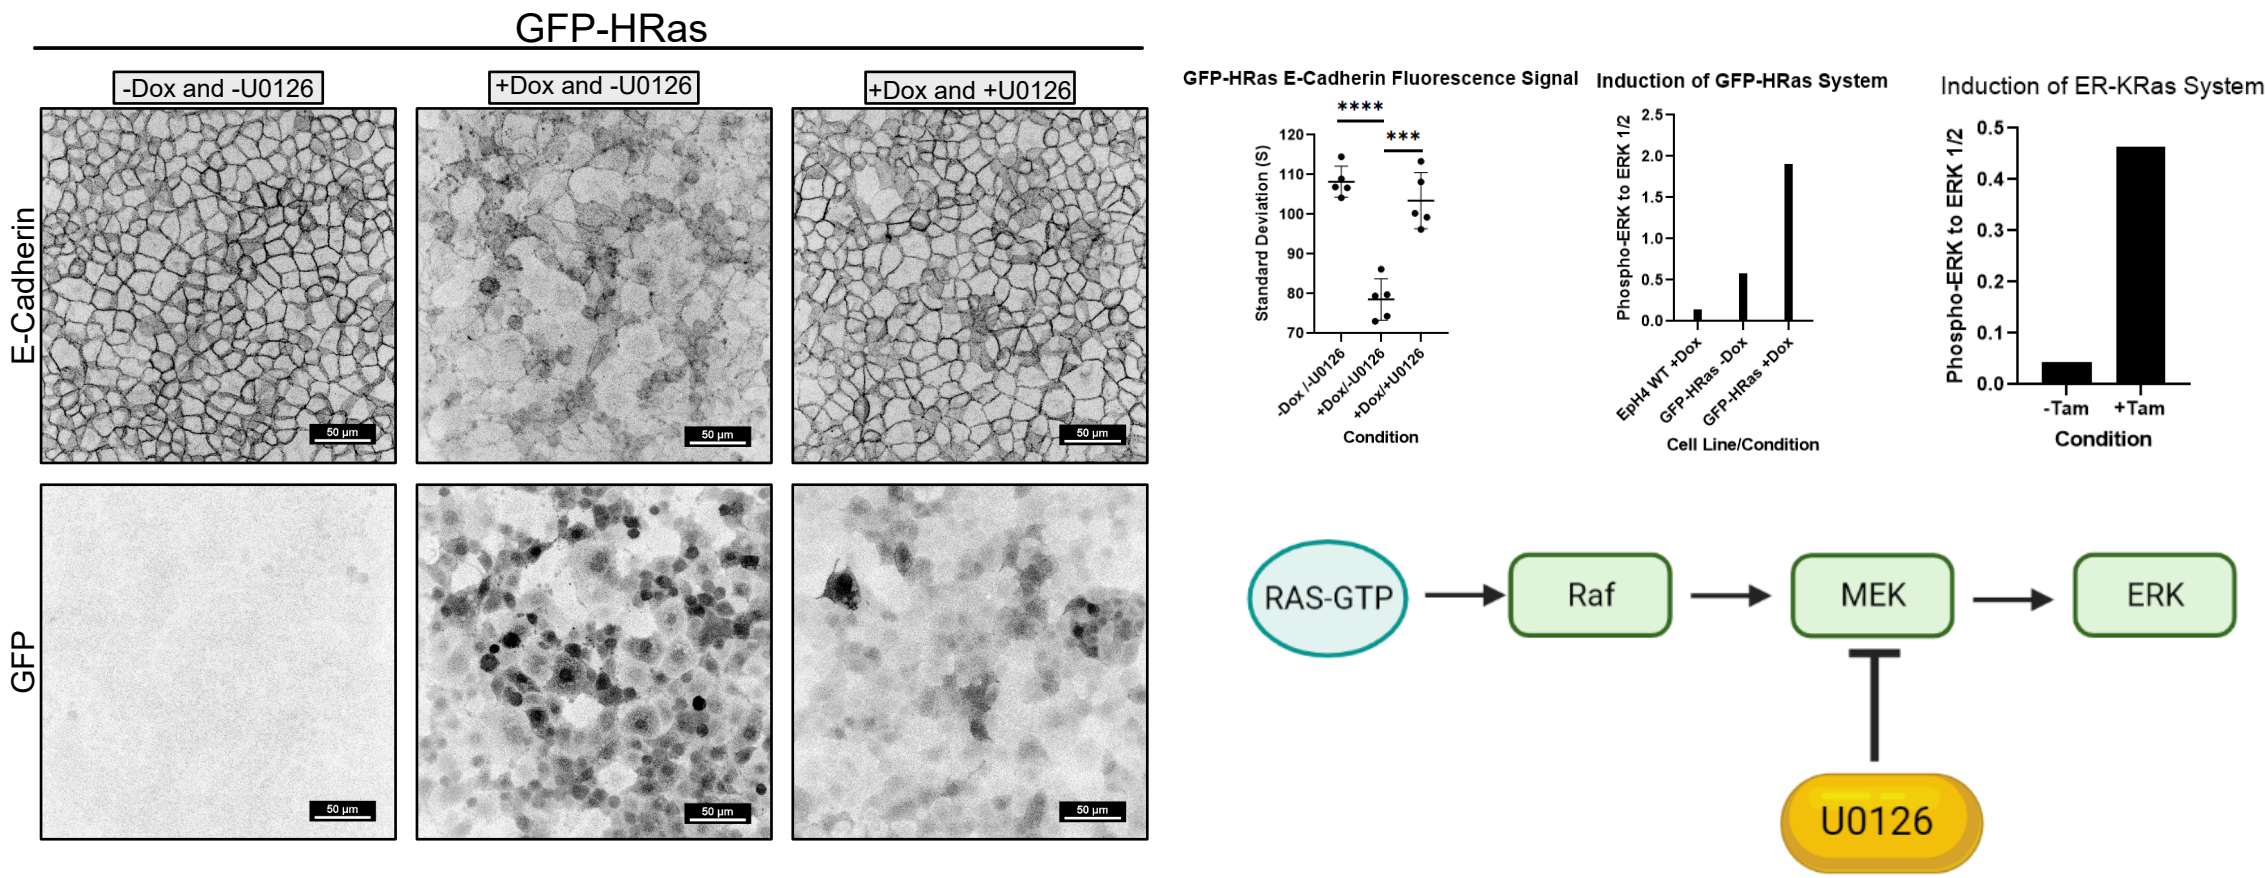 GFP-HRas
-Dox and -U0126
+Dox and -U0126
+Dox and +U0126
E-Cadherin
50 µm
50 µm
50 µm
GFP
50 µm
50 µm
50 µm
GFP-HRas E-Cadherin Fluorescence Signal
****
***
Standard Deviation (S)
120
110
100
90
80
70
-Dox /-U0126
+Dox/-U0126
+Dox/+U0126
Condition
Induction of GFP-HRas System
Phospho-ERK to ERK 1/2
2.5
2.0
1.5
1.0
0.5
0.0
EpH4 WT +Dox
GFP-HRas -Dox
GFP-HRas +Dox
Cell Line/Condition
Induction of ER-KRas System
Phospho-ERK to ERK 1/2
0.5
0.4
0.3
0.2
0.1
0.0
-Tam
+Tam
Condition
RAS-GTP
Raf
MEK
ERK
U0126